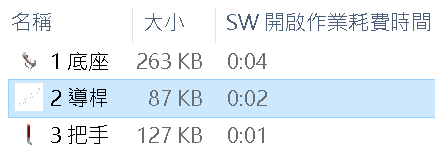 名稱 大小 SW 開啟作業耗費時間
1 底座 263 KB 0:04
2 導桿 87 KB 0:02
3 把手 127 KB 0:01